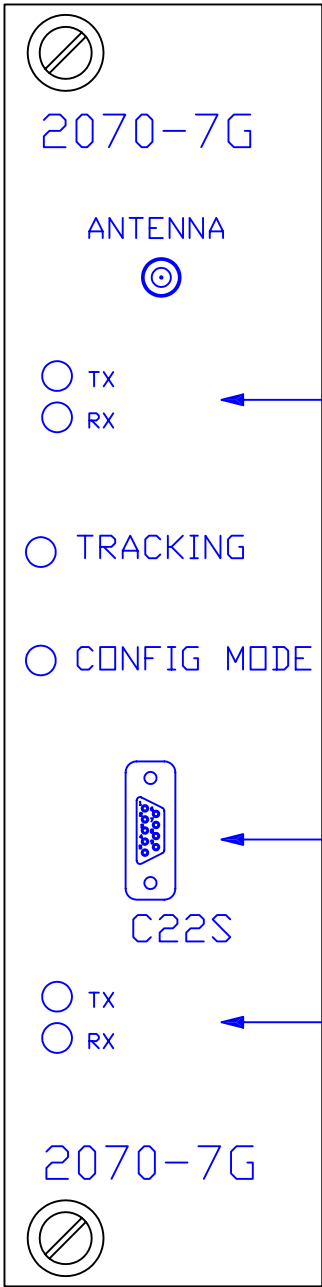 2070-7G
ANTENNA
TX
RX
TRACKING
CONFIG MODE
C22S
TX
RX
2070-7G